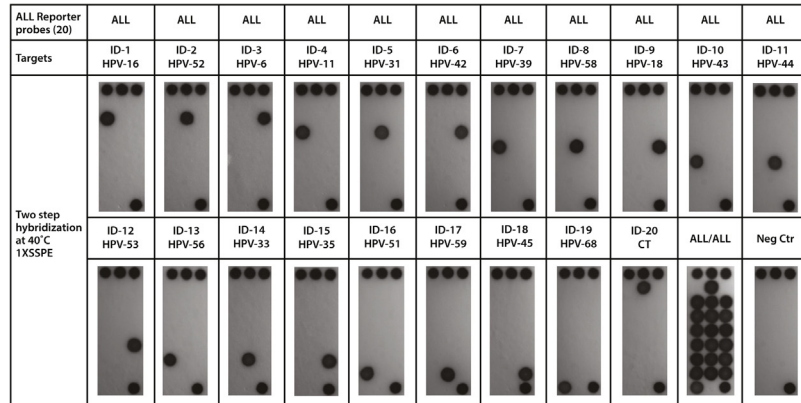 ALL Reporter
probes (20)
ALL ALL ALL ALL ALL ALL ALL ALL ALL ALL ALL
Targets
ID-1 ID-2 ID-3 ID-4 ID-5 ID-6 ID-7 ID-8 ID-9 ID-10 ID-11
HPV-16 HPV-52 HPV-6 HPV-11 HPV-31 HPV-42 HPV-39 HPV-58 HPV-18 HPV-43 HPV-44
Two step
hybridization
at 40˚C
1XSSPE
ID-12 ID-13 ID-14 ID-15 ID-16 ID-17 ID-18 ID-19 ID-20 ALL/ALL Neg Ctr
HPV-53 HPV-56 HPV-33 HPV-35 HPV-51 HPV-59 HPV-45 HPV-68 CT